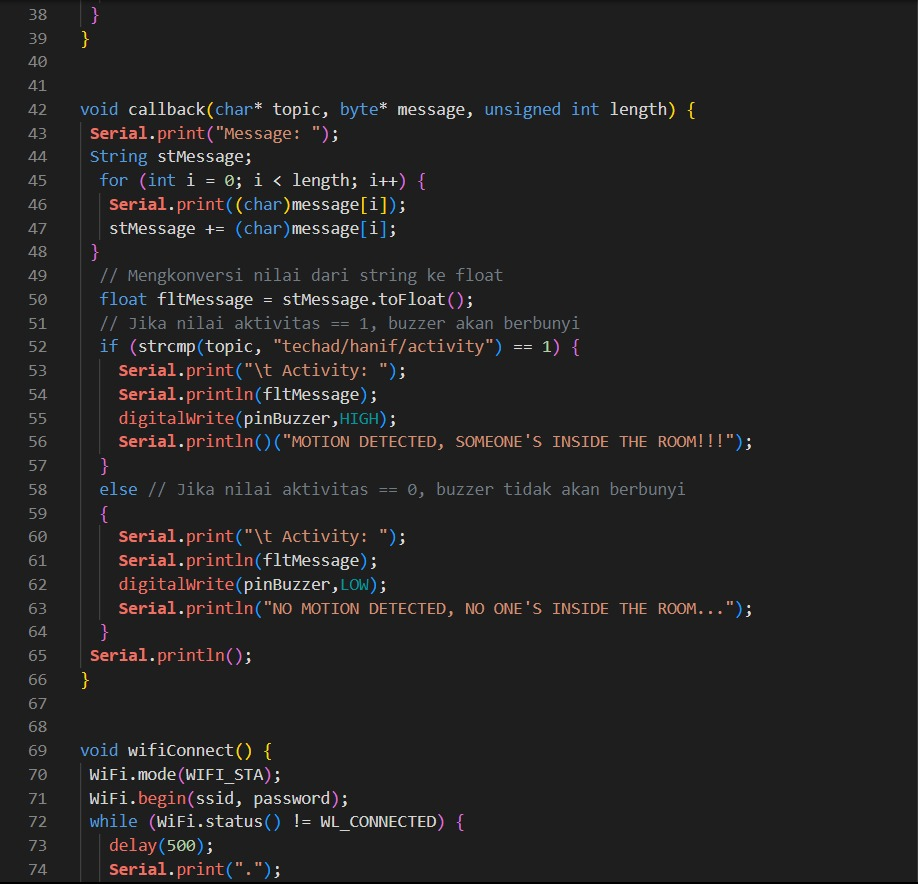 38 }
39 }
40
41
42 void callback(char* topic, byte* message, unsigned int length) {
43 Serial.print("Message: ");
44 String stMessage;
45 for (int i = 0; i < length; i++) {
46 Serial.print((char)message[i]);
47 stMessage += (char)message[i];
48 }
49 // Mengkonversi nilai dari string ke float
50 float fltMessage = stMessage.toFloat();
51 // Jika nilai aktivitas == 1, buzzer akan berbunyi
52 if (strcmp(topic, "techad/hanif/activity") == 1) {
53 Serial.print("\t Activity: ");
54 Serial.println(fltMessage);
55 digitalWrite(pinBuzzer,HIGH);
56 Serial.println()("MOTION DETECTED, SOMEONE'S INSIDE THE ROOM!!!");
57 }
58 else // Jika nilai aktivitas == 0, buzzer tidak akan berbunyi
59 {
60 Serial.print("\t Activity: ");
61 Serial.println(fltMessage);
62 digitalWrite(pinBuzzer,LOW);
63 Serial.println("NO MOTION DETECTED, NO ONE'S INSIDE THE ROOM...");
64 }
65 Serial.println();
66 }
67
68
69 void wifiConnect() {
70 WiFi.mode(WIFI_STA);
71 WiFi.begin(ssid, password);
72 while (WiFi.status() != WL_CONNECTED) {
73 delay(500);
74 Serial.print(".");